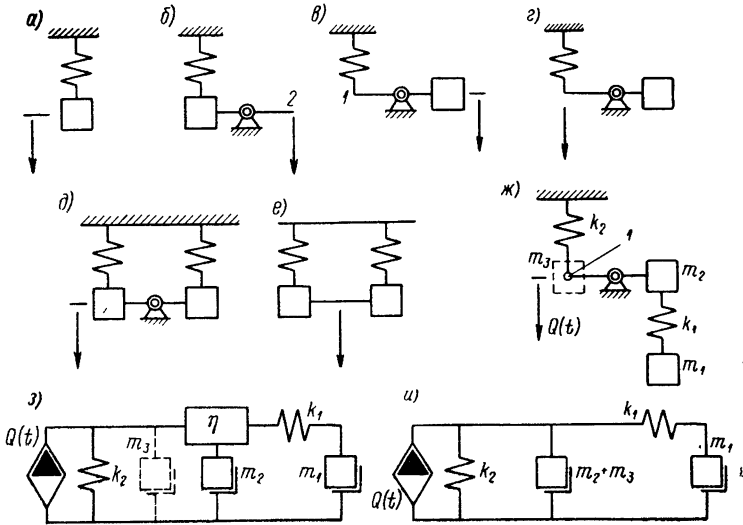 а) б) в) г)
2
1
д) е) ж)
k₂
1
m₃
m₂
Q(t)
k₁
m₁
з) и)
η
k₁
k₁
Q(t)
m₃
m₁
k₂
m₂
m₁
Q(t)
k₂
m₂+m₃